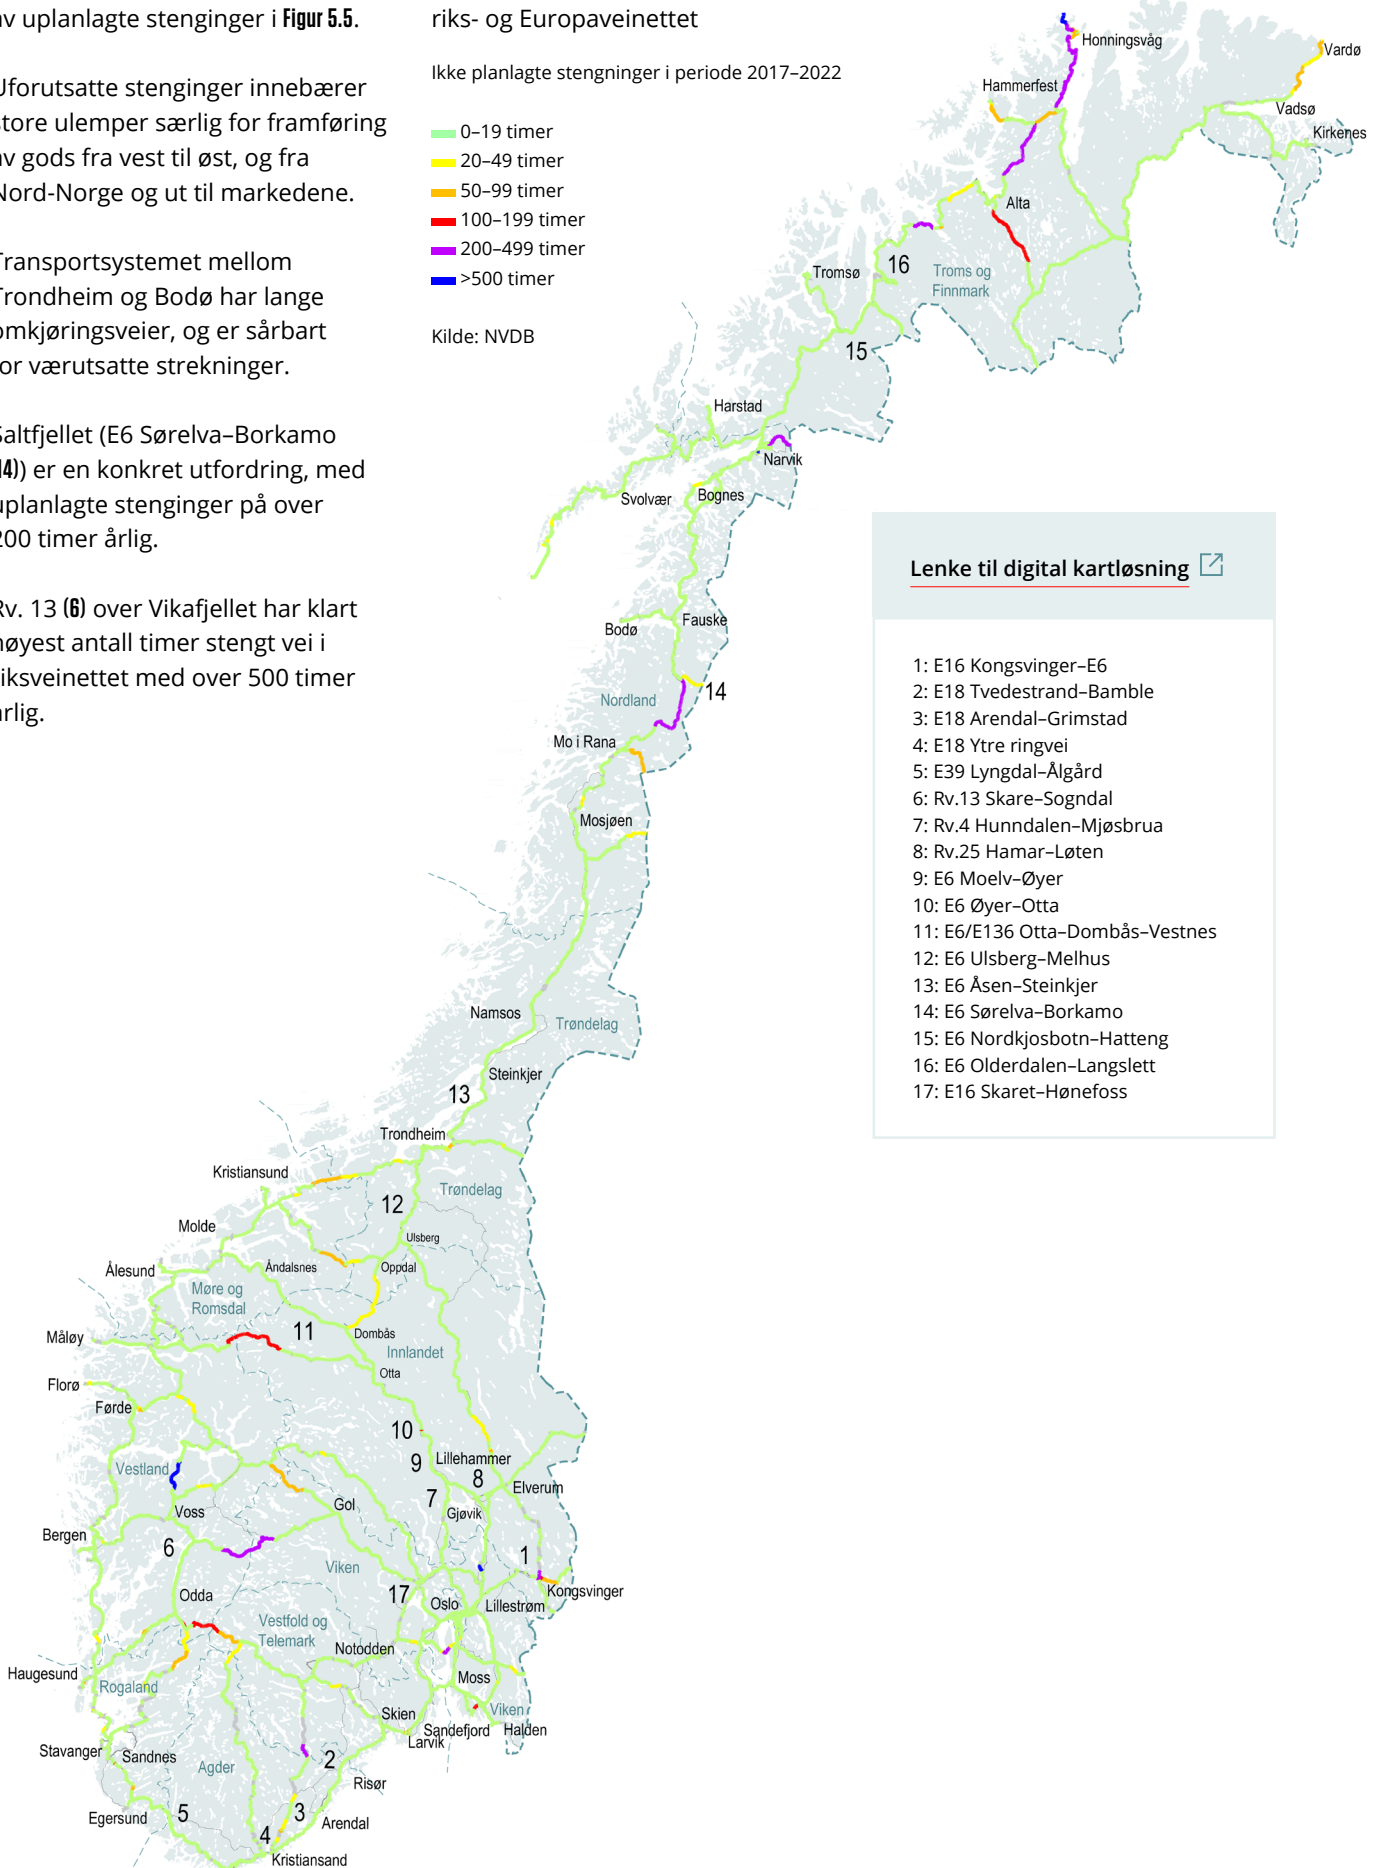 av uplanlagte stenginger i Figur 5.5.
Uforutsatte stenginger innebærer
store ulemper særlig for framføring
av gods fra vest til øst, og fra
Nord-Norge og ut til markedene.
Transportsystemet mellom
Trondheim og Bodø har lange
omkjøringsveier, og er sårbart
for værutsatte strekninger.
Saltfjellet (E6 Sørelva–Borkamo
(14)) er en konkret utfordring, med
uplanlagte stenginger på over
200 timer årlig.
Rv. 13 (6) over Vikafjellet har klart
høyest antall timer stengt vei i
riksveinettet med over 500 timer
årlig.
riks- og Europaveinettet
Ikke planlagte stengninger i periode 2017–2022
0–19 timer
20–49 timer
50–99 timer
100–199 timer
200–499 timer
>500 timer
Kilde: NVDB
Honningsvåg
Vardø
Hammerfest
Vadsø
Kirkenes
Alta
Tromsø
16
Troms og
Finnmark
15
Harstad
Narvik
Svolvær
Bognes
Bodø
Fauske
Nordland
14
Mo i Rana
Mosjøen
Namsos
Trøndelag
Steinkjer
13
Trondheim
Kristiansund
Trøndelag
12
Molde
Ulsberg
Ålesund
Åndalsnes
Oppdal
Møre og
Romsdal
11
Måløy
Dombås
Innlandet
Otta
Florø
Førde
10
9
Lillehammer
Vestland
8
Elverum
7
Voss
Gol
Gjøvik
Bergen
6
1
Viken
Kongsvinger
17
Odda
Oslo
Lillestrøm
Vestfold og
Telemark
Notodden
Haugesund
Moss
Rogaland
Viken
Skien
Sandefjord
Halden
Larvik
Stavanger
Sandnes
Agder
2
Risør
Egersund
5
3
Arendal
4
Kristiansand
Lenke til digital kartløsning
1: E16 Kongsvinger–E6
2: E18 Tvedestrand–Bamble
3: E18 Arendal–Grimstad
4: E18 Ytre ringvei
5: E39 Lyngdal–Ålgård
6: Rv.13 Skare–Sogndal
7: Rv.4 Hunndalen–Mjøsbrua
8: Rv.25 Hamar–Løten
9: E6 Moelv–Øyer
10: E6 Øyer–Otta
11: E6/E136 Otta–Dombås–Vestnes
12: E6 Ulsberg–Melhus
13: E6 Åsen–Steinkjer
14: E6 Sørelva–Borkamo
15: E6 Nordkjosbotn–Hatteng
16: E6 Olderdalen–Langslett
17: E16 Skaret–Hønefoss